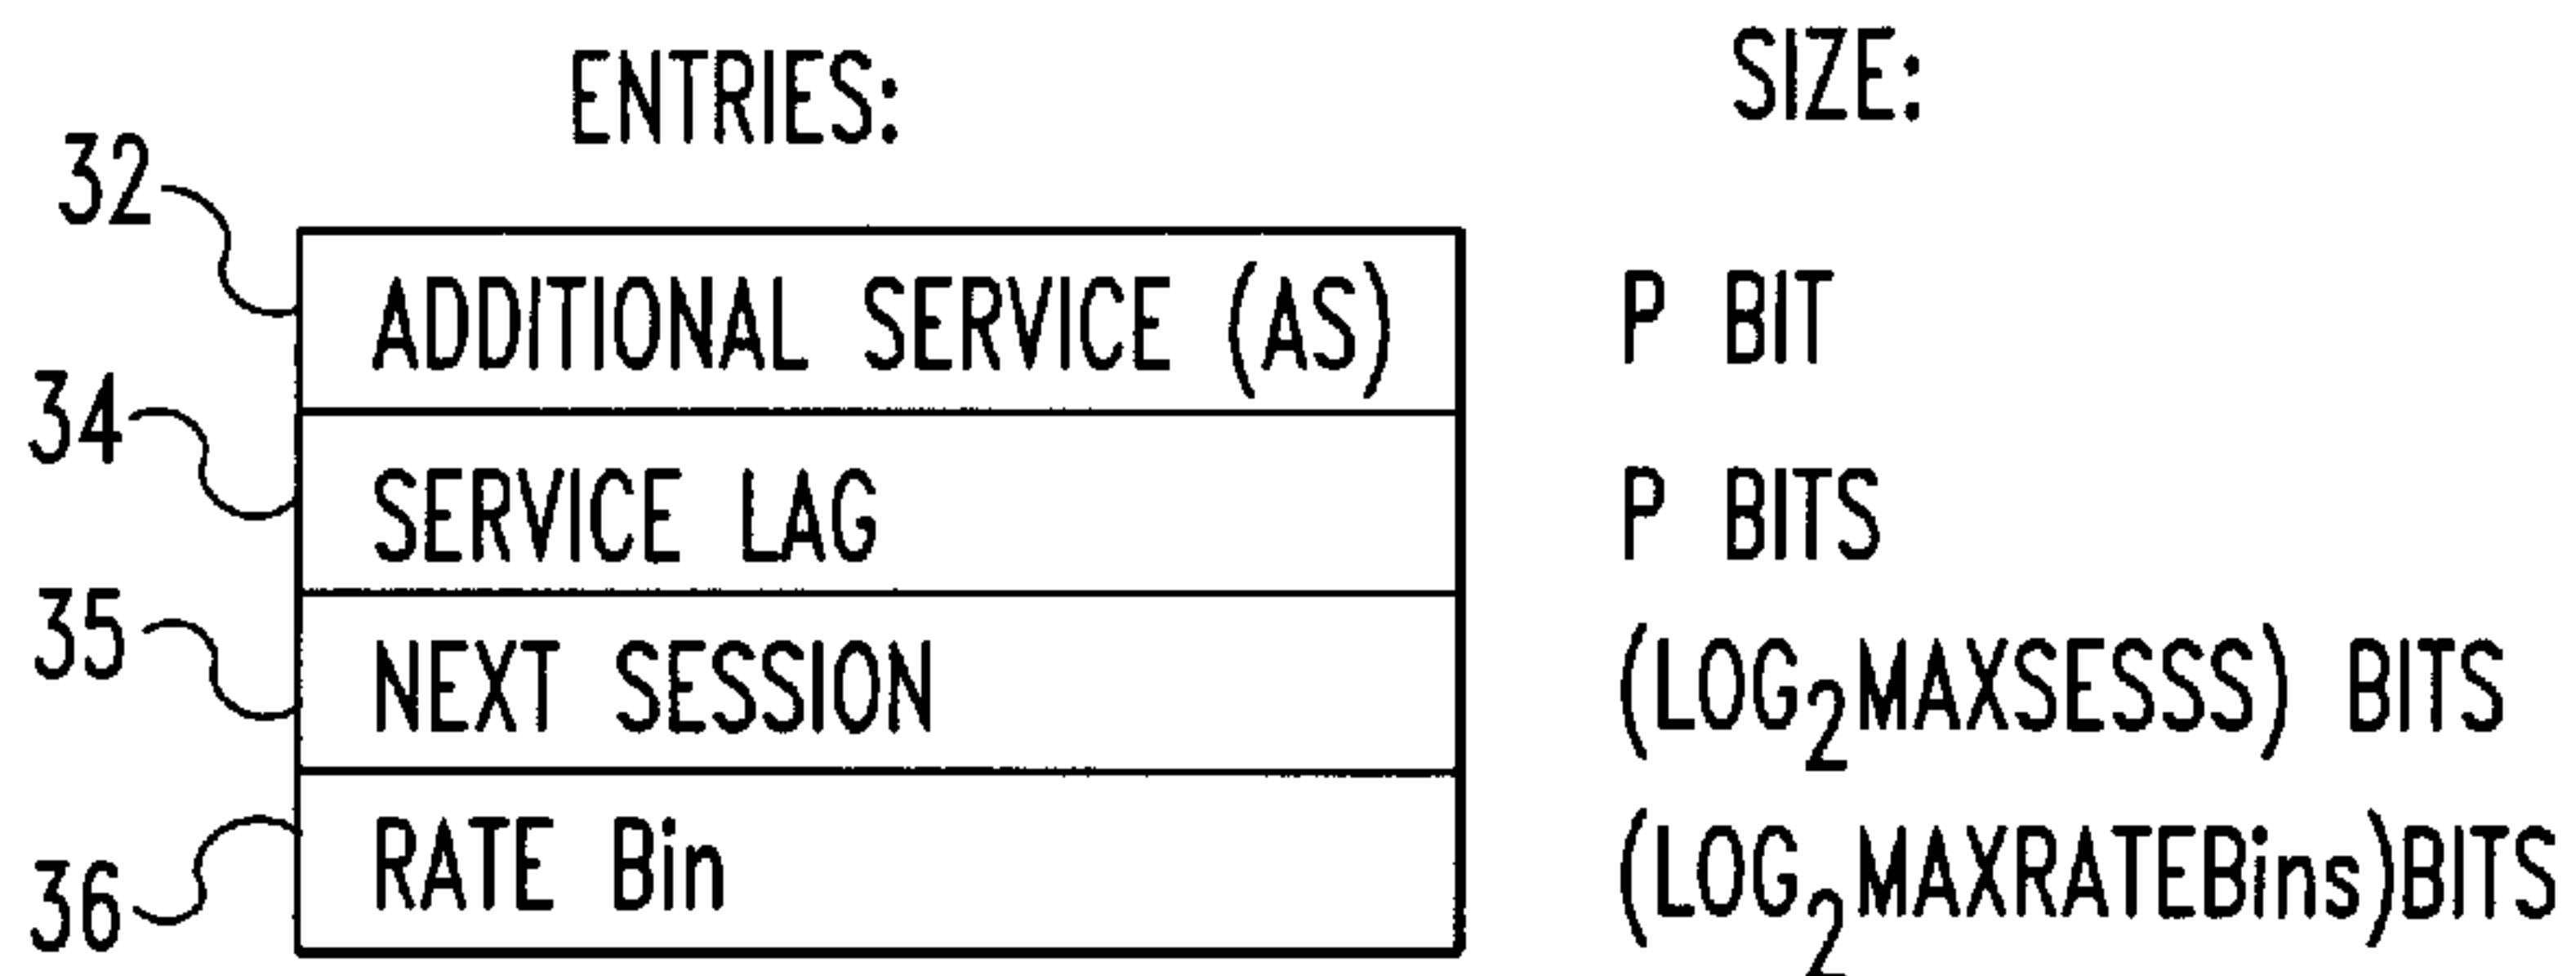 ENTRIES: SIZE:
32 ADDITIONAL SERVICE (AS) P BIT
34 SERVICE LAG P BITS
35 NEXT SESSION (LOG2MAXSESSS) BITS
36 RATE Bin (LOG2MAXRATEBins)BITS